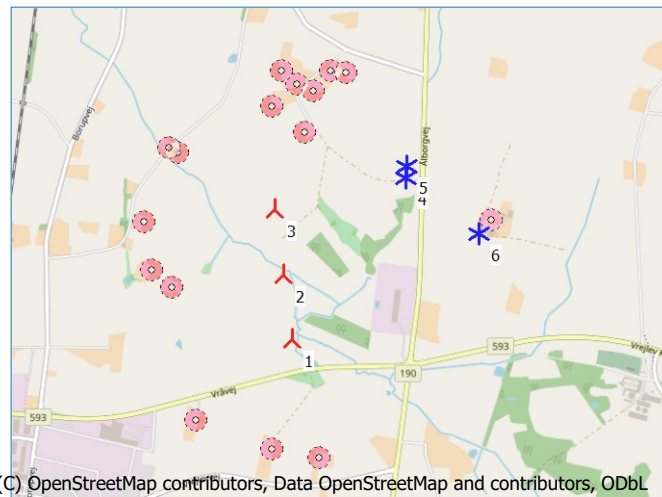 Borupvej
Ålborgvej
5
4
3
6
2
593
Vrejlev
1
190
Vråvej
593
(C) OpenStreetMap contributors, Data OpenStreetMap and contributors, ODbL